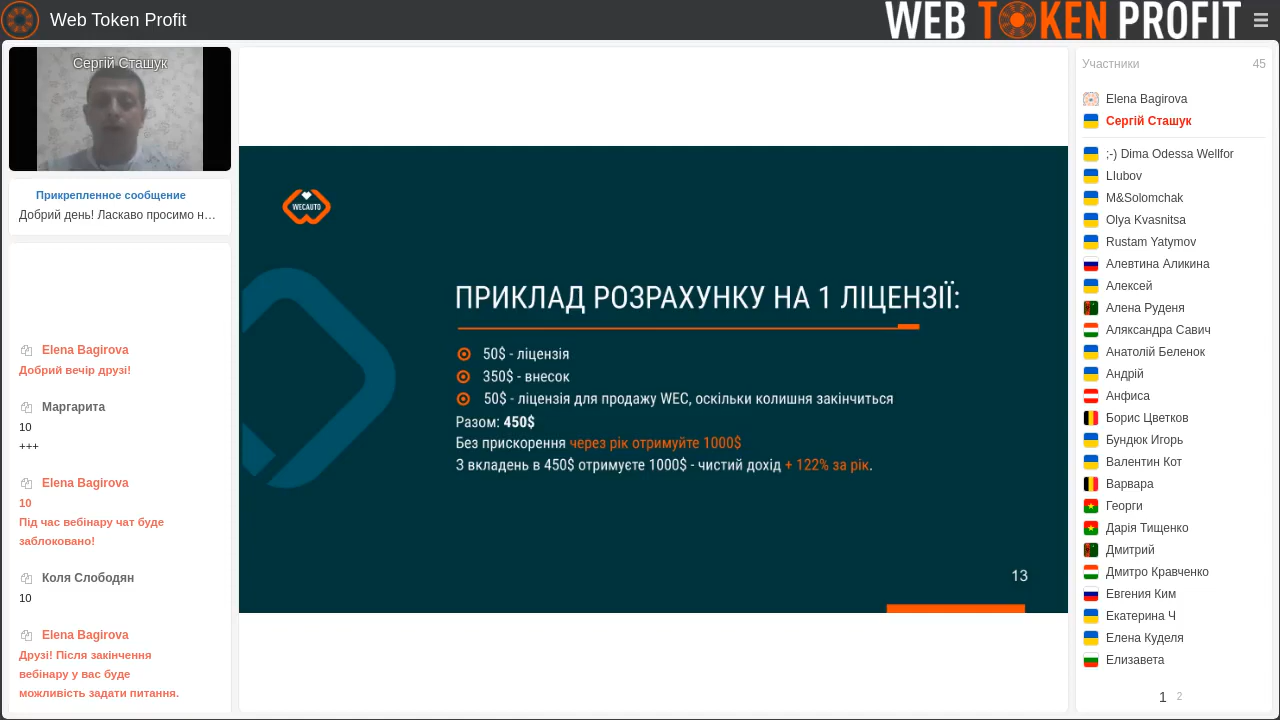 Web Token Profit
WEB TOKEN PROFIT
Сергій Сташук
Прикрепленное сообщение
Добрий день! Ласкаво просимо н…
Elena Bagirova
Добрий вечір друзі!
Маргарита
10
+++
Elena Bagirova
10
Під час вебінару чат буде
заблоковано!
Коля Слободян
10
Elena Bagirova
Друзі! Після закінчення
вебінару у вас буде
можливість задати питання.
WECAUTO
ПРИКЛАД РОЗРАХУНКУ НА 1 ЛІЦЕНЗІЇ:
50$ - ліцензія
350$ - внесок
50$ - ліцензія для продажу WEC, оскільки колишня закінчиться
Разом: 450$
Без прискорення через рік отримуйте 1000$
З вкладень в 450$ отримуєте 1000$ - чистий дохід + 122% за рік.
13
Участники 45
Elena Bagirova
Сергій Сташук
;-) Dima Odessa Wellfor
LIubov
M&Solomchak
Olya Kvasnitsa
Rustam Yatymov
Алевтина Аликина
Алексей
Алена Руденя
Аляксандра Савич
Анатолій Беленок
Андрій
Анфиса
Борис Цветков
Бундюк Игорь
Валентин Кот
Варвара
Георги
Дарія Тищенко
Дмитрий
Дмитро Кравченко
Евгения Ким
Екатерина Ч
Елена Куделя
Елизавета
1 2